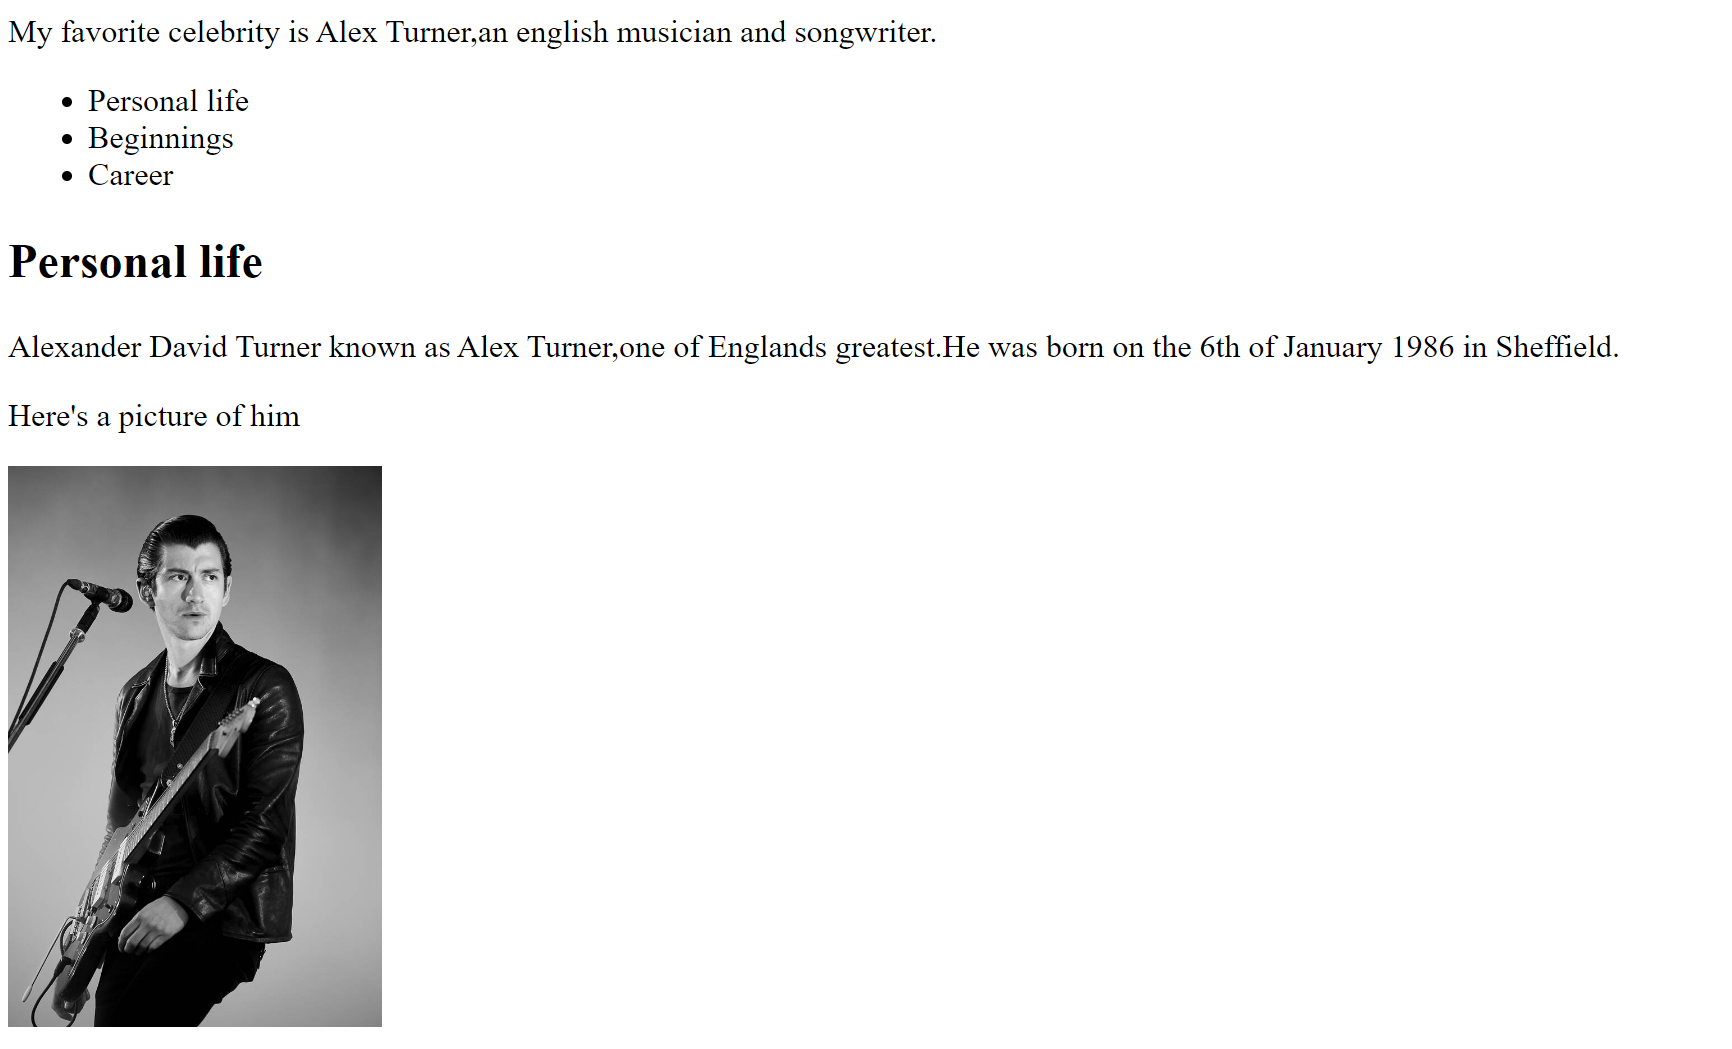 My favorite celebrity is Alex Turner,an english musician and songwriter.
Personal life
Beginnings
Career
Personal life
Alexander David Turner known as Alex Turner,one of Englands greatest.He was born on the 6th of January 1986 in Sheffield.
Here's a picture of him